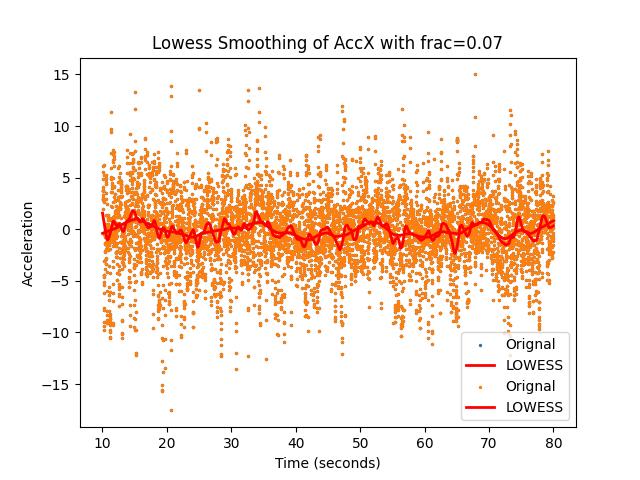 Lowess Smoothing of AccX with frac=0.07
15
10
5
0
−5
−10
−15
Acceleration
Orignal
LOWESS
Orignal
LOWESS
10 20 30 40 50 60 70 80
Time (seconds)